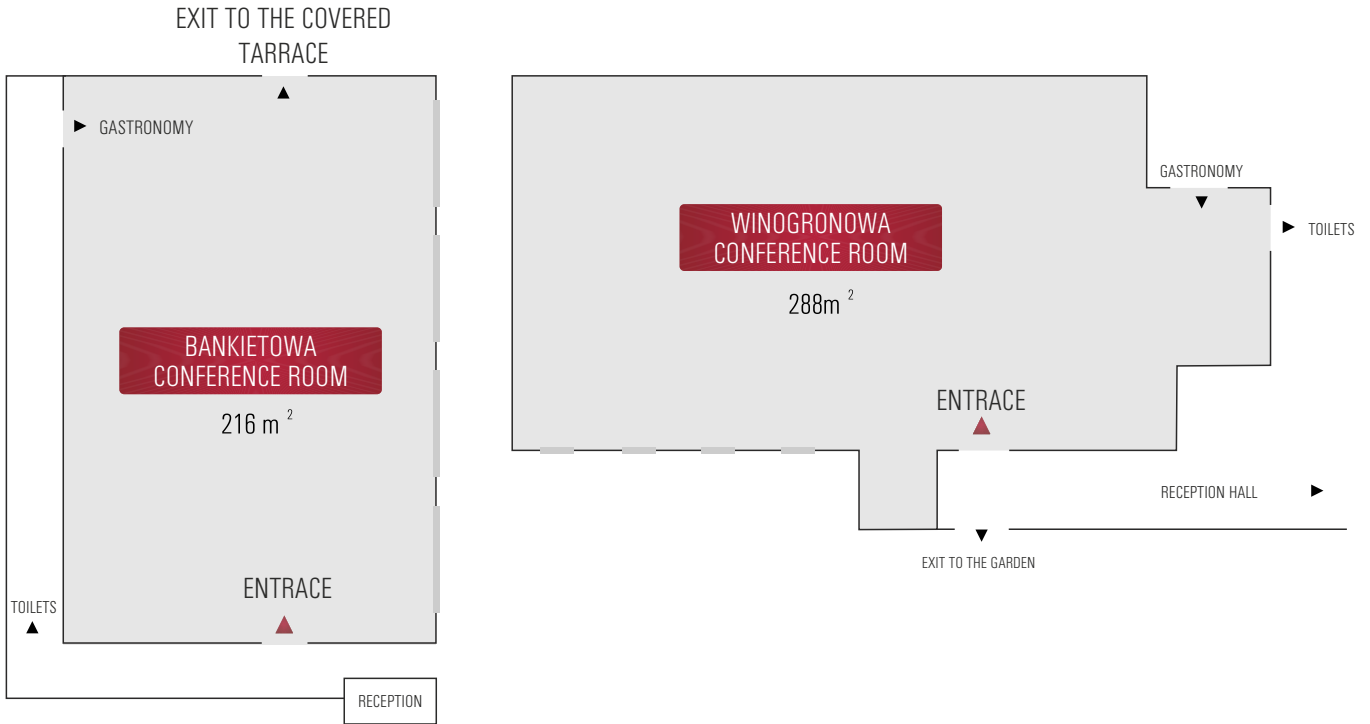 EXIT TO THE COVERED
TARRACE
GASTRONOMY
BANKIETOWA
CONFERENCE ROOM
216 m 2
ENTRACE
TOILETS
RECEPTION
GASTRONOMY
WINOGRONOWA
CONFERENCE ROOM
TOILETS
288m 2
ENTRACE
RECEPTION HALL
EXIT TO THE GARDEN